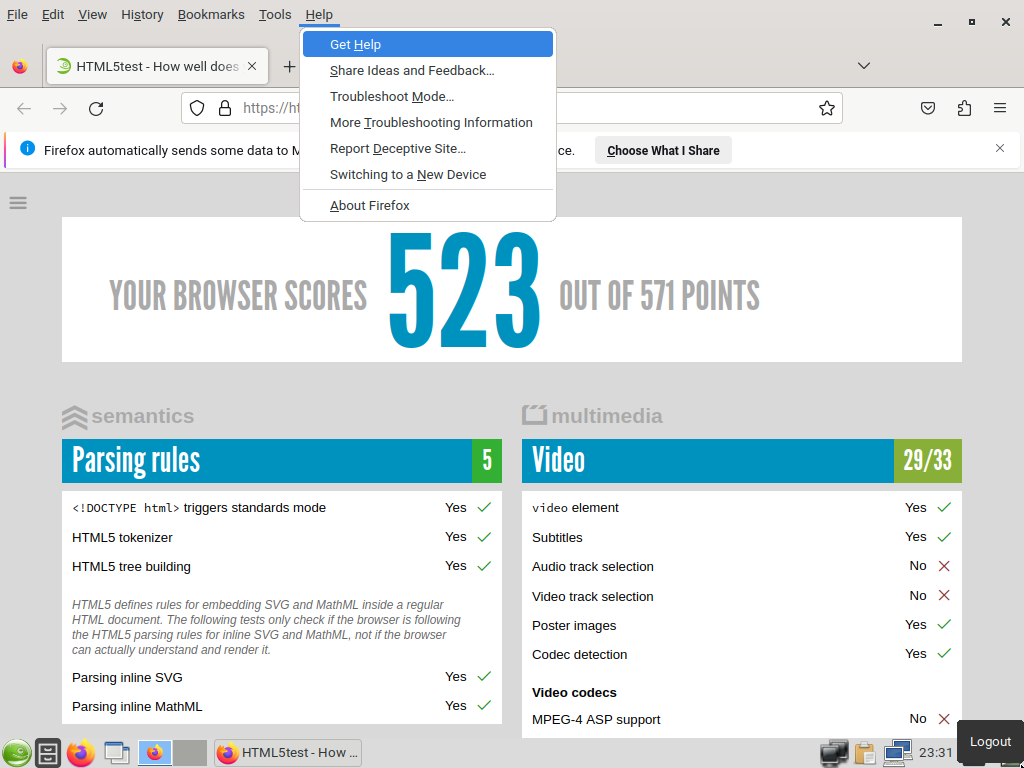 File Edit View History Bookmarks Tools Help
Get Help
Share Ideas and Feedback…
Troubleshoot Mode…
More Troubleshooting Information
Report Deceptive Site…
Switching to a New Device
About Firefox
HTML5test - How well does
https://ht
Firefox automatically sends some data to M
ce.
Choose What I Share
YOUR BROWSER SCORES 523 OUT OF 571 POINTS
semantics
Parsing rules 5
<!DOCTYPE html> triggers standards mode Yes
HTML5 tokenizer Yes
HTML5 tree building Yes
HTML5 defines rules for embedding SVG and MathML inside a regular
HTML document. The following tests only check if the browser is following
the HTML5 parsing rules for inline SVG and MathML, not if the browser
can actually understand and render it.
Parsing inline SVG Yes
Parsing inline MathML Yes
multimedia
Video 29/33
video element Yes
Subtitles Yes
Audio track selection No
Video track selection No
Poster images Yes
Codec detection Yes
Video codecs
MPEG-4 ASP support No
HTML5test - How ...
23:31
Logout